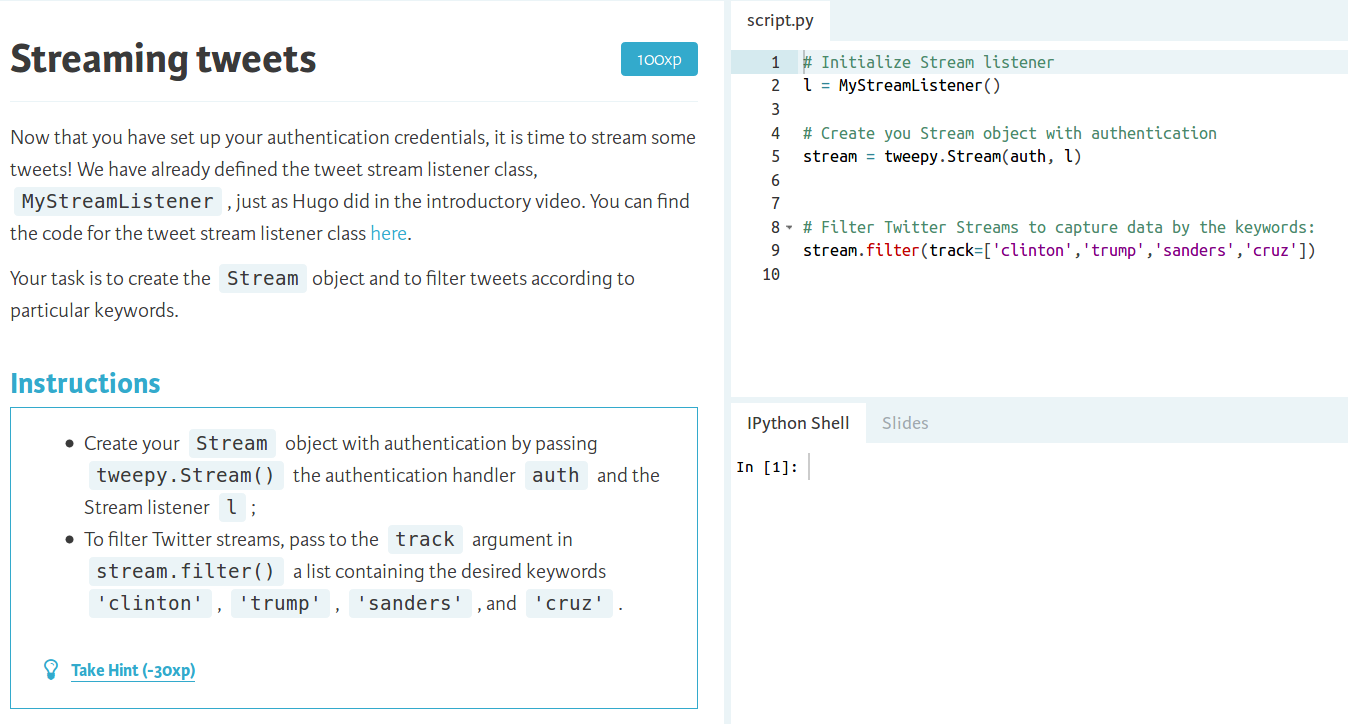 Streaming tweets
100xp
Now that you have set up your authentication credentials, it is time to stream some
tweets! We have already defined the tweet stream listener class,
MyStreamListener , just as Hugo did in the introductory video. You can find
the code for the tweet stream listener class here.
Your task is to create the Stream object and to filter tweets according to
particular keywords.
Instructions
• Create your Stream object with authentication by passing
tweepy.Stream() the authentication handler auth and the
Stream listener l ;
• To filter Twitter streams, pass to the track argument in
stream.filter() a list containing the desired keywords
'clinton' , 'trump' , 'sanders' , and 'cruz' .
Take Hint (-30xp)
script.py
1 # Initialize Stream listener
2 l = MyStreamListener()
3
4 # Create you Stream object with authentication
5 stream = tweepy.Stream(auth, l)
6
7
8 # Filter Twitter Streams to capture data by the keywords:
9 stream.filter(track=['clinton','trump','sanders','cruz'])
10
IPython Shell Slides
In [1]: